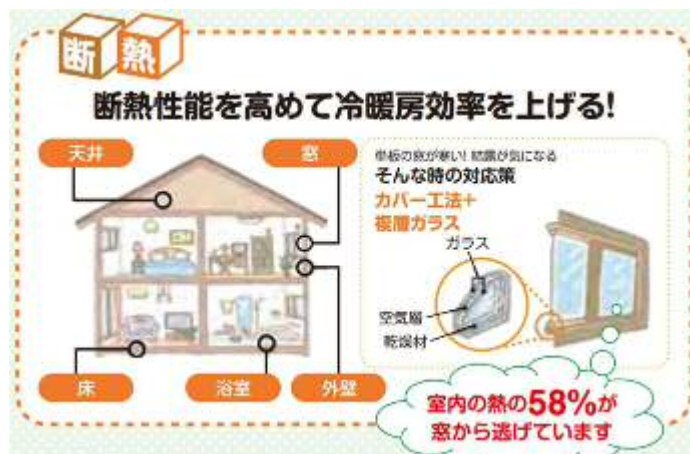 断熱
断熱性能を高めて冷暖房効率を上げる!
天井
窓
単板の窓が寒い! 結露が気になる
そんな時の対応策
カバー工法+
複層ガラス
ガラス
空気層
乾燥材
床
浴室
外壁
室内の熱の58%が
窓から逃げています